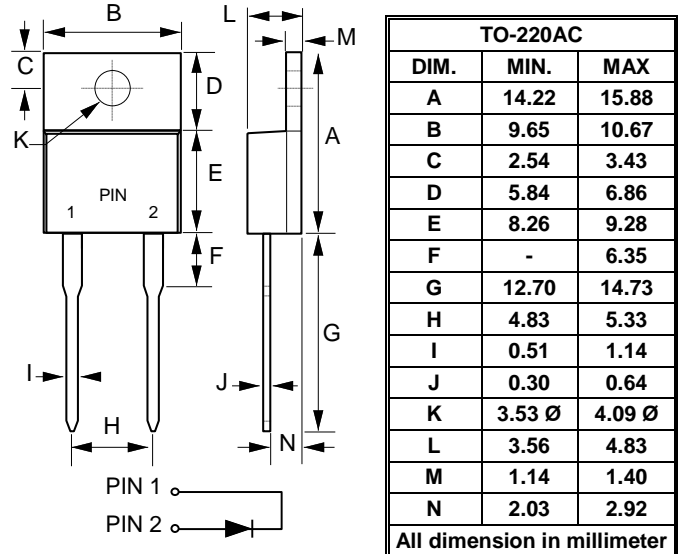 B
L
M
C
D
K
A
PIN
1 2
E
F
G
I
J
H
N
PIN 1
PIN 2
TO-220AC
DIM. MIN. MAX
A 14.22 15.88
B 9.65 10.67
C 2.54 3.43
D 5.84 6.86
E 8.26 9.28
F - 6.35
G 12.70 14.73
H 4.83 5.33
I 0.51 1.14
J 0.30 0.64
K 3.53 Ø 4.09 Ø
L 3.56 4.83
M 1.14 1.40
N 2.03 2.92
All dimension in millimeter